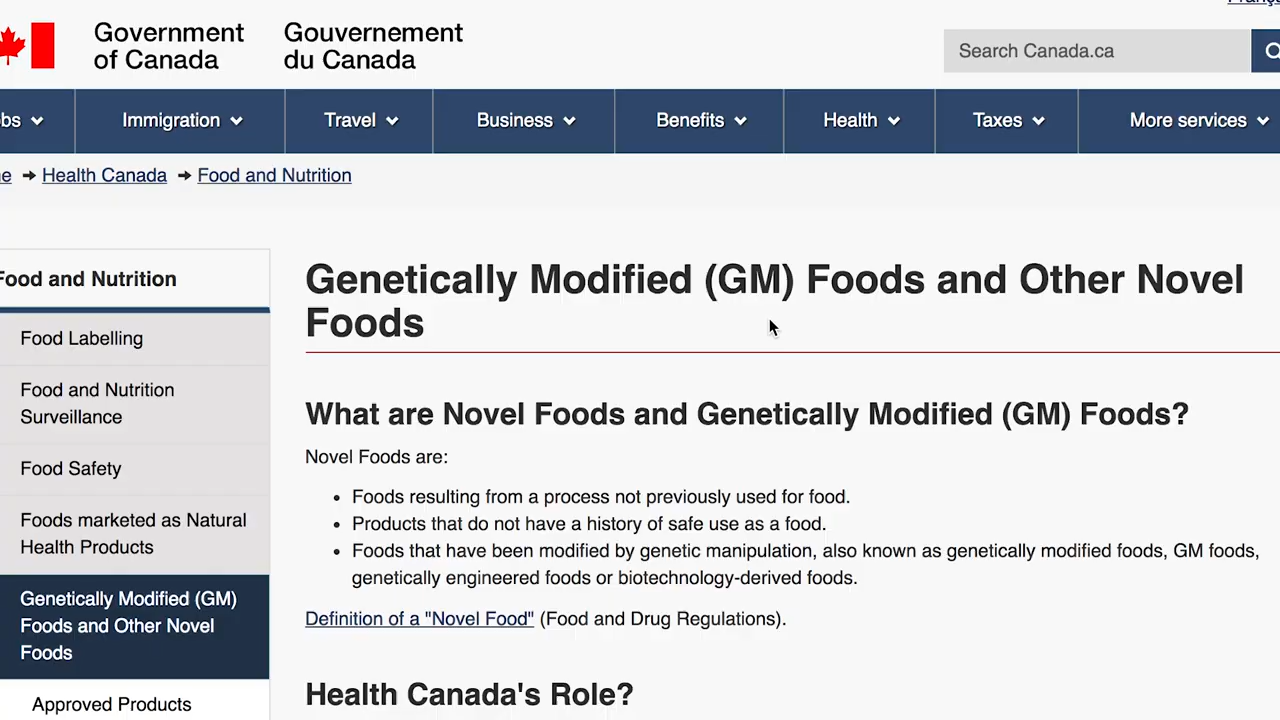 Government
of Canada
Gouvernement
du Canada
Search Canada.ca
Immigration
Travel
Business
Benefits
Health
Taxes
More services
Health Canada
Food and Nutrition
Food and Nutrition
Food Labelling
Food and Nutrition
Surveillance
Food Safety
Foods marketed as Natural
Health Products
Genetically Modified (GM)
Foods and Other Novel
Foods
Approved Products
Genetically Modified (GM) Foods and Other Novel
Foods
What are Novel Foods and Genetically Modified (GM) Foods?
Novel Foods are:
• Foods resulting from a process not previously used for food.
• Products that do not have a history of safe use as a food.
• Foods that have been modified by genetic manipulation, also known as genetically modified foods, GM foods,
genetically engineered foods or biotechnology-derived foods.
Definition of a "Novel Food" (Food and Drug Regulations).
Health Canada's Role?